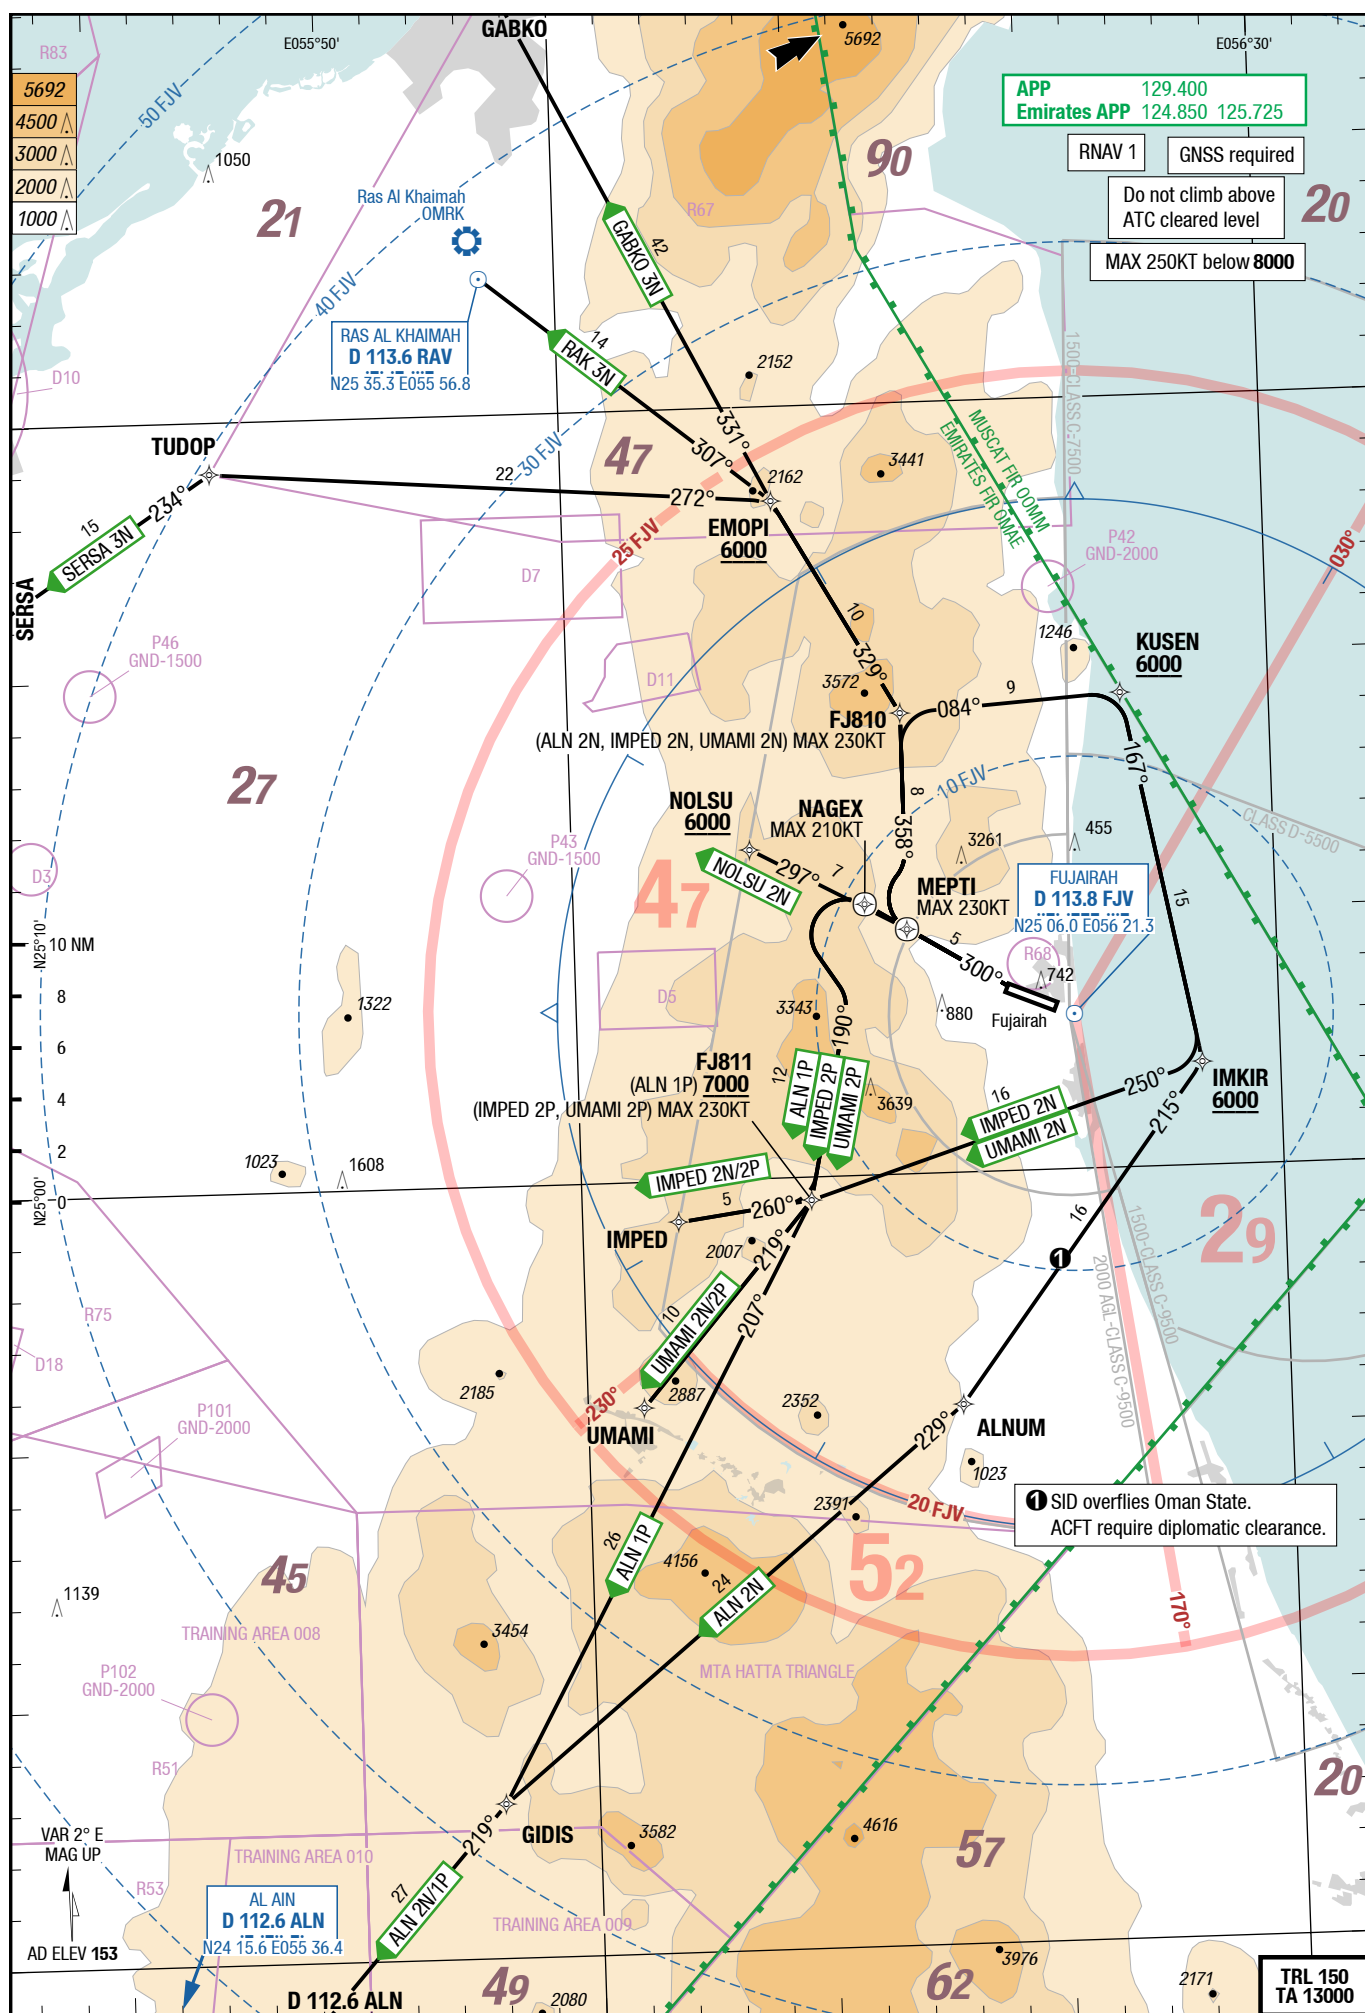 GABKO
R83
E055°50'
5692
E056°30'
5692
4500
3000
2000
1000
50 FJV
APP 129.400
Emirates APP 124.850 125.725
RNAV 1
GNSS required
Do not climb above
ATC cleared level
MAX 250KT below 8000
1050
21
90
20
Ras Al Khaimah
OMRK
R67
42
GABKO 3N
40 FJV
RAS AL KHAIMAH
D 113.6 RAV
N25 35.3 E055 56.8
14
RAK 3N
D10
2152
1500-CLASS C-7500
MUSCAT FIR OOMM
EMIRATES FIR OMAE
331°
307°
TUDOP
30 FJV
47
22
2162
3441
272°
234°
15
SERSA 3N
SERSA
EMOPI
6000
25 FJV
D7
P42
GND-2000
030°
10
329°
P46
GND-1500
D11
1246
KUSEN
6000
3572
FJ810
084°
9
(ALN 2N, IMPED 2N, UMAMI 2N) MAX 230KT
167°
27
8
358°
10 FJV
NOLSU
6000
NAGEX
MAX 210KT
CLASS D-5500
3261
455
P43
GND-1500
297°
7
NOLSU 2N
D3
47
MEPTI
MAX 230KT
FUJAIRAH
D 113.8 FJV
N25 06.0 E056 21.3
15
5
300°
R68
742
N25°10'
10 NM
8
6
4
2
0
N25°00'
1322
D5
3343
190°
880
Fujairah
FJ811
(ALN 1P) 7000
(IMPED 2P, UMAMI 2P) MAX 230KT
12
ALN 1P
IMPED 2P
UMAMI 2P
3639
16
IMPED 2N
UMAMI 2N
250°
215°
IMKIR
6000
1023
1608
IMPED 2N/2P
5
260°
IMPED
2007
219°
207°
16
1
29
1500-CLASS C-9500
2000 AGL-CLASS C-9500
R75
D18
10
UMAMI 2N/2P
2185
2887
230°
UMAMI
2352
229°
ALNUM
P101
GND-2000
1023
2391
20 FJV
1 SID overflies Oman State.
ACFT require diplomatic clearance.
26
ALN 1P
4156
24
ALN 2N
52
45
1139
TRAINING AREA 008
3454
170°
P102
GND-2000
MTA HATTA TRIANGLE
R51
20
219°
GIDIS
3582
4616
57
VAR 2° E
MAG UP
TRAINING AREA 010
R53
AL AIN
D 112.6 ALN
N24 15.6 E055 36.4
27
ALN 2N/1P
TRAINING AREA 009
AD ELEV 153
3976
D 112.6 ALN
49
2080
62
2171
TRL 150
TA 13000